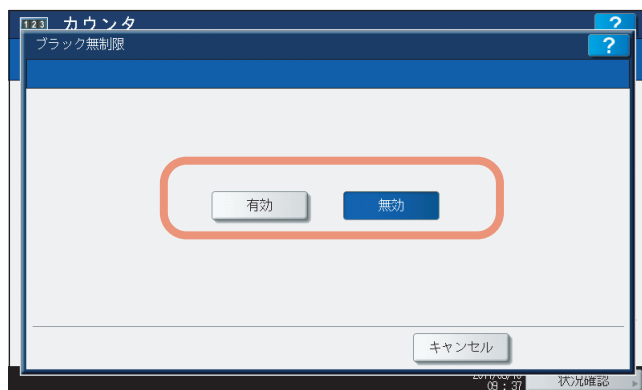 123 カウンタ ?
ブラック無制限 ?
有効 無効
キャンセル
09 : 37 状況確認